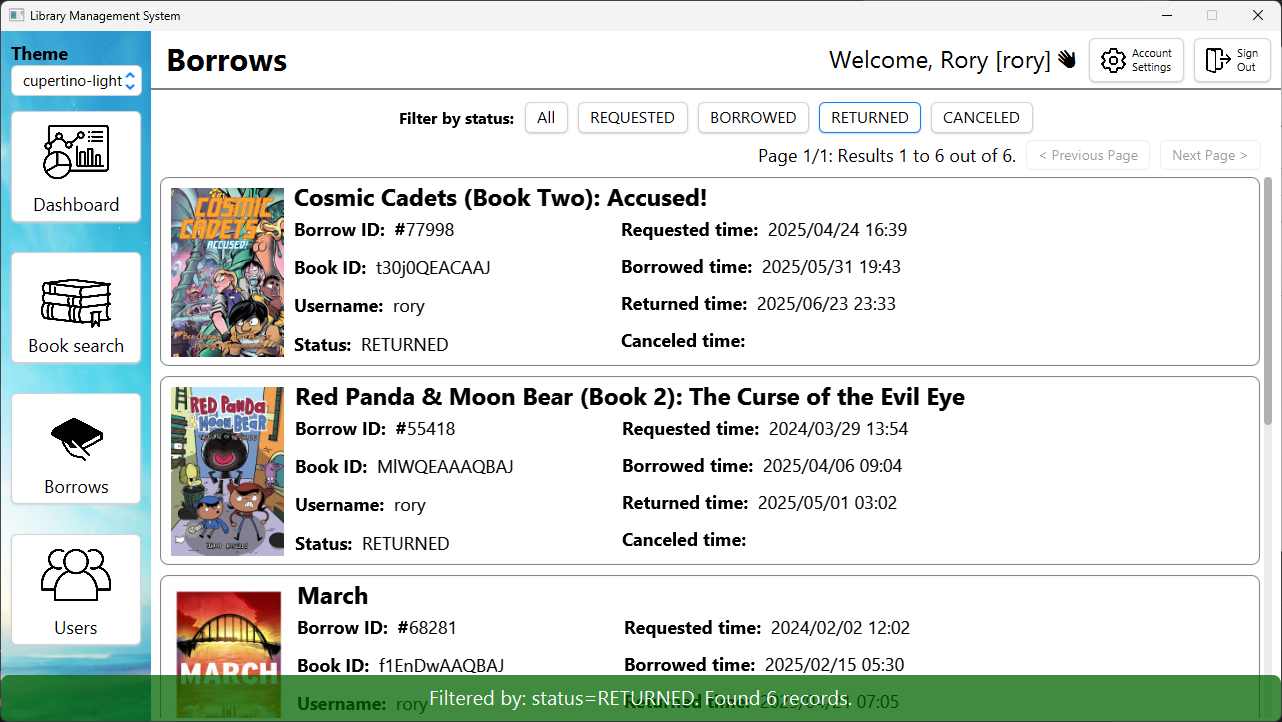 Library Management System
Theme
cupertino-light
Dashboard
Book search
Borrows
Users
Borrows
Welcome, Rory [rory]
Account
Settings
Sign
Out
Filter by status: All REQUESTED BORROWED RETURNED CANCELED
Page 1/1: Results 1 to 6 out of 6. < Previous Page Next Page >
COSMIC
CADETS
ACCUSED!
Cosmic Cadets (Book Two): Accused!
Borrow ID: #77998
Book ID: t30j0QEACAAJ
Username: rory
Status: RETURNED
Requested time: 2025/04/24 16:39
Borrowed time: 2025/05/31 19:43
Returned time: 2025/06/23 23:33
Canceled time:
RED PANDA
& MOON BEAR
THE CURSE OF THE EVIL EYE
Red Panda & Moon Bear (Book 2): The Curse of the Evil Eye
Borrow ID: #55418
Book ID: MlWQEAAAQBAJ
Username: rory
Status: RETURNED
Requested time: 2024/03/29 13:54
Borrowed time: 2025/04/06 09:04
Returned time: 2025/05/01 03:02
Canceled time:
MARCH
March
Borrow ID: #68281
Book ID: f1EnDwAAQBAJ
Username: rory
Requested time: 2024/02/02 12:02
Borrowed time: 2025/02/15 05:30
07:05
Filtered by: status=RETURNED. Found 6 records.